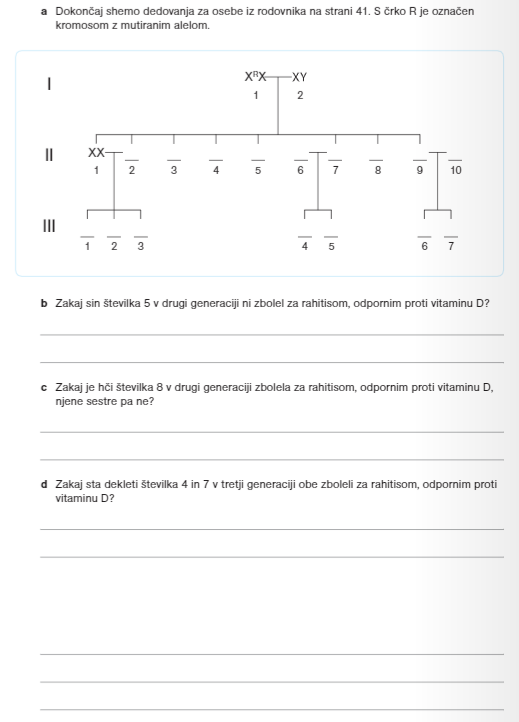 a Dokončaj shemo dedovanja za osebe iz rodovnika na strani 41. S črko R je označen
kromosom z mutiranim alelom.
I
XᴿX XY
1 2
II
XX
1 2 3 4 5 6 7 8 9 10
III
1 2 3 4 5 6 7
b Zakaj sin številka 5 v drugi generaciji ni zbolel za rahitisom, odpornim proti vitaminu D?
c Zakaj je hči številka 8 v drugi generaciji zbolela za rahitisom, odpornim proti vitaminu D,
njene sestre pa ne?
d Zakaj sta dekleti številka 4 in 7 v tretji generaciji obe zboleli za rahitisom, odpornim proti
vitaminu D?